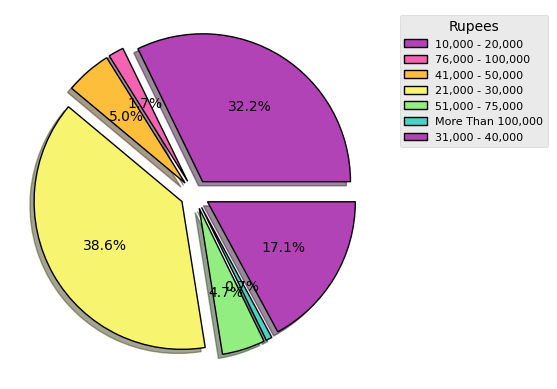 Rupees
10,000 - 20,000
76,000 - 100,000
41,000 - 50,000
21,000 - 30,000
51,000 - 75,000
More Than 100,000
31,000 - 40,000
32.2%
1.7%
5.0%
38.6%
17.1%
0.7%
4.7%